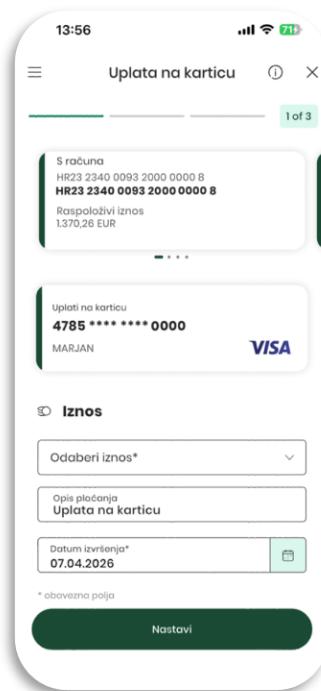 13:56
71
Uplata na karticu
1 of 3
S računa
HR23 2340 0093 2000 0000 8
HR23 2340 0093 2000 0000 8
Raspoloživi iznos
1.370,26 EUR
Uplati na karticu
4785 **** **** 0000
MARJAN
VISA
Iznos
Odaberi iznos*
Opis plaćanja
Uplata na karticu
Datum izvršenja*
07.04.2026
* obavezna polja
Nastavi